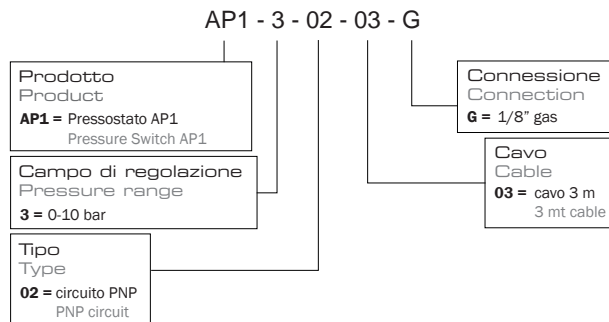 AP1 - 3 - 02 - 03 - G
Prodotto
Product
AP1 = Pressostato AP1
Pressure Switch AP1
Campo di regolazione
Pressure range
3 = 0-10 bar
Tipo
Type
02 = circuito PNP
PNP circuit
Connessione
Connection
G = 1/8” gas
Cavo
Cable
03 = cavo 3 m
3 mt cable